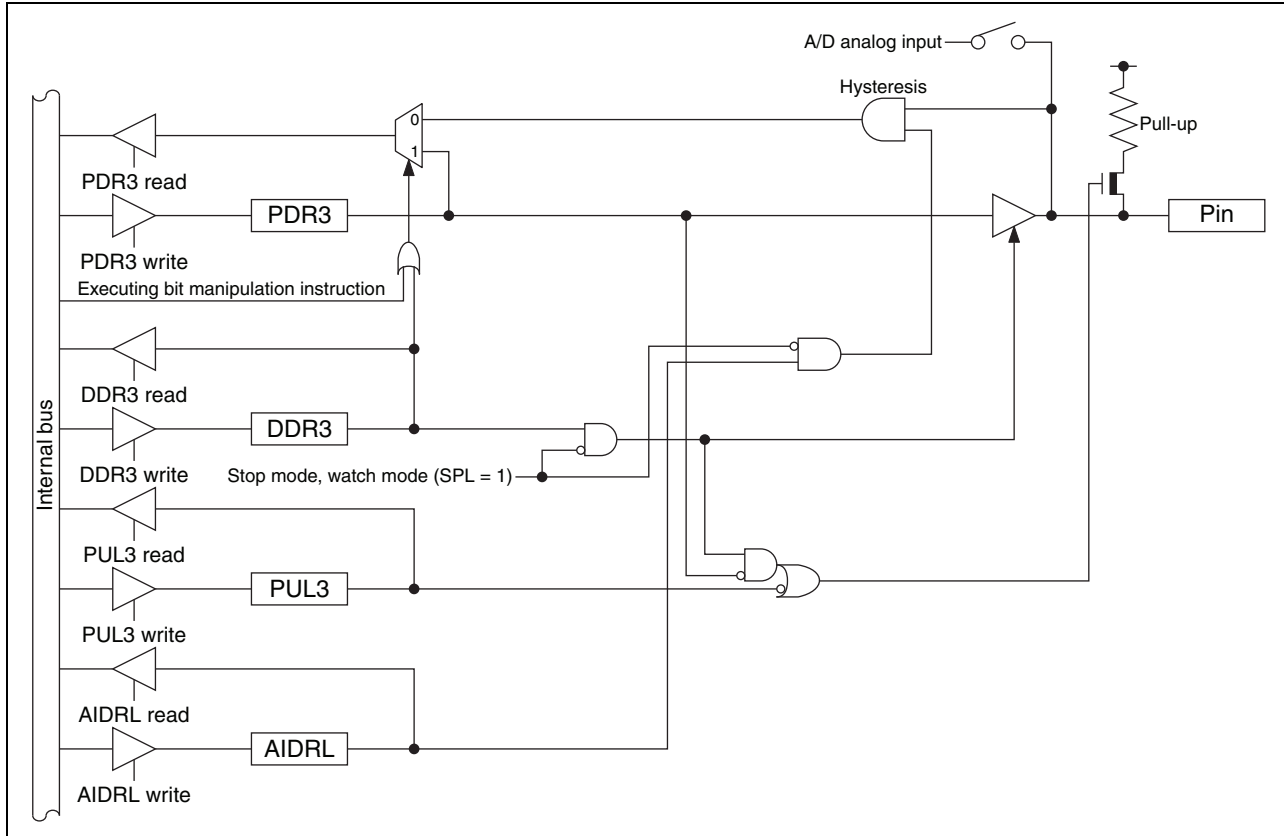 A/D analog input
Hysteresis
0
Pull-up
1
PDR3 read
PDR3
Pin
PDR3 write
Executing bit manipulation instruction
DDR3 read
DDR3
DDR3 write
Stop mode, watch mode (SPL = 1)
Internal bus
PUL3 read
PUL3
PUL3 write
AIDRL read
AIDRL
AIDRL write